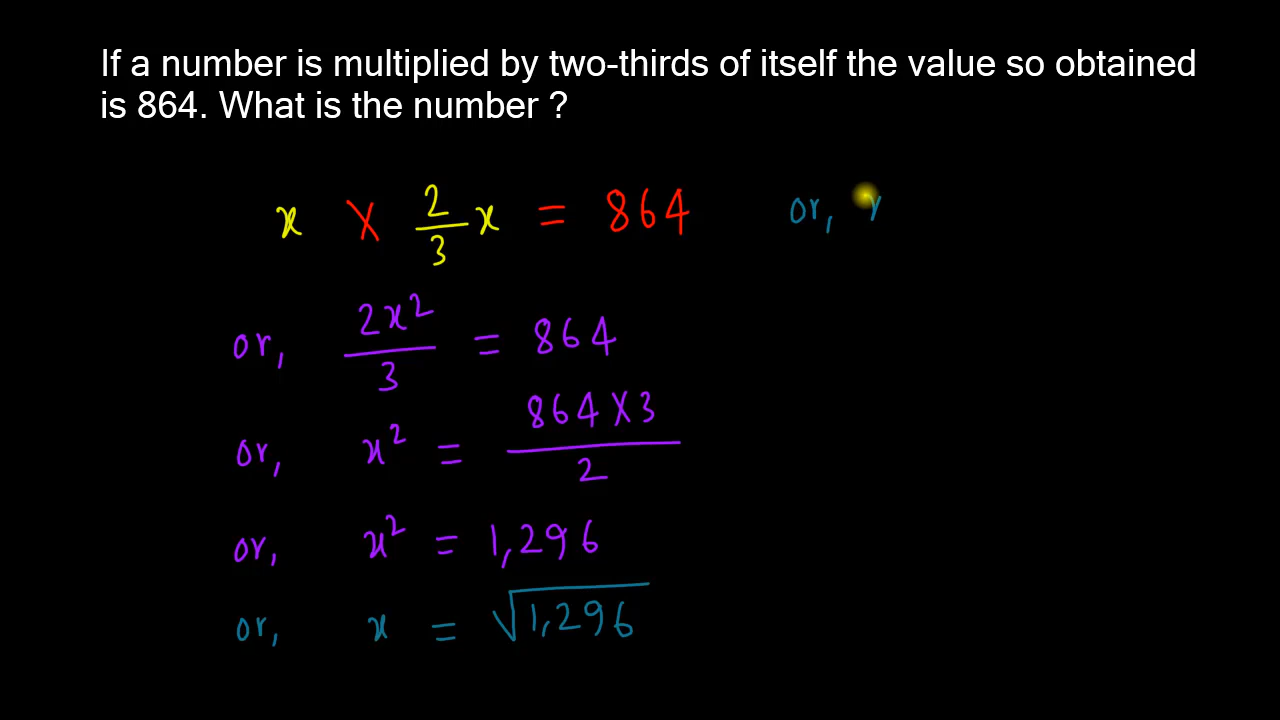 If a number is multiplied by two-thirds of itself the value so obtained
is 864. What is the number ?
x X 2/3 x = 864
or, 2x²/3 = 864
or, x² = 864 X 3 / 2
or, x² = 1,296
or, x = √1,296
or,